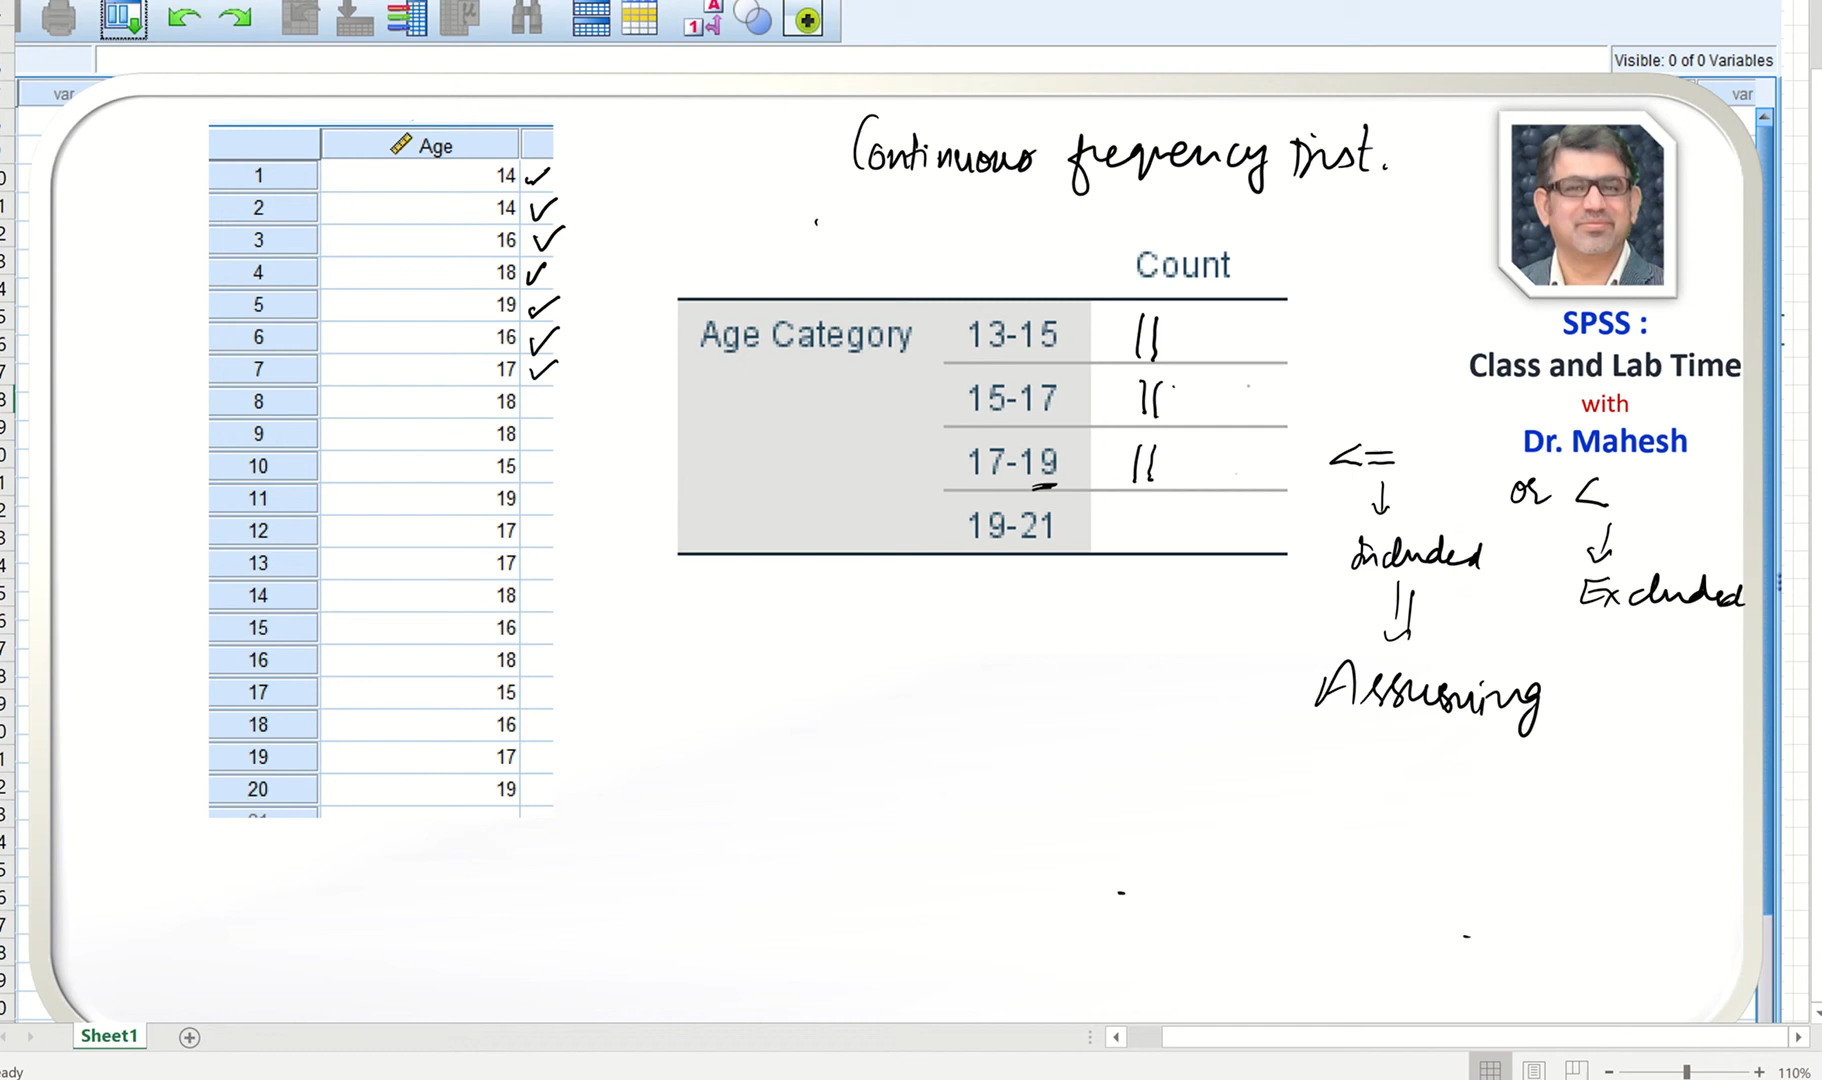 Visible: 0 of 0 Variables
var
var
Age
1 14
2 14
3 16
4 18
5 19
6 16
7 17
8 18
9 18
10 15
11 19
12 17
13 17
14 18
15 16
16 18
17 15
18 16
19 17
20 19
Continuous frequency Dist.
Count
Age Category 13-15
15-17
17-19
19-21
<=
or <
Included
Excluded
Assuming
SPSS :
Class and Lab Time
with
Dr. Mahesh
Sheet1
110%